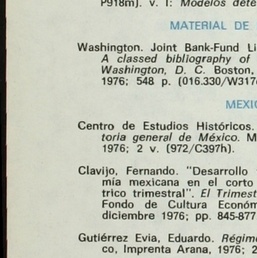 P918m). v. I: Modelos dete
MATERIAL DE
Washington. Joint Bank-Fund Li
A classed bibliography of
Washington, D. C. Boston,
1976; 548 p. (016.330/W317
MEXI
Centro de Estudios Históricos.
toria general de México. M
1976; 2 v. (972/C397h).
Clavijo, Fernando. "Desarrollo
mía mexicana en el corto
trico trimestral". El Trimest
Fondo de Cultura Económ
diciembre 1976; pp. 845-877
Gutiérrez Evia, Eduardo. Régim
co, Imprenta Arana, 1976; 2